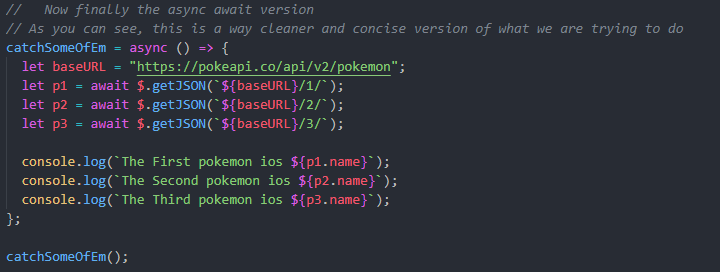 //   Now finally the async await version
// As you can see, this is a way cleaner and concise version of what we are trying to do
catchSomeOfEm = async () => {
  let baseURL = "https://pokeapi.co/api/v2/pokemon";
  let p1 = await $.getJSON(`${baseURL}/1/`);
  let p2 = await $.getJSON(`${baseURL}/2/`);
  let p3 = await $.getJSON(`${baseURL}/3/`);

  console.log(`The First pokemon ios ${p1.name}`);
  console.log(`The Second pokemon ios ${p2.name}`);
  console.log(`The Third pokemon ios ${p3.name}`);
};

catchSomeOfEm();